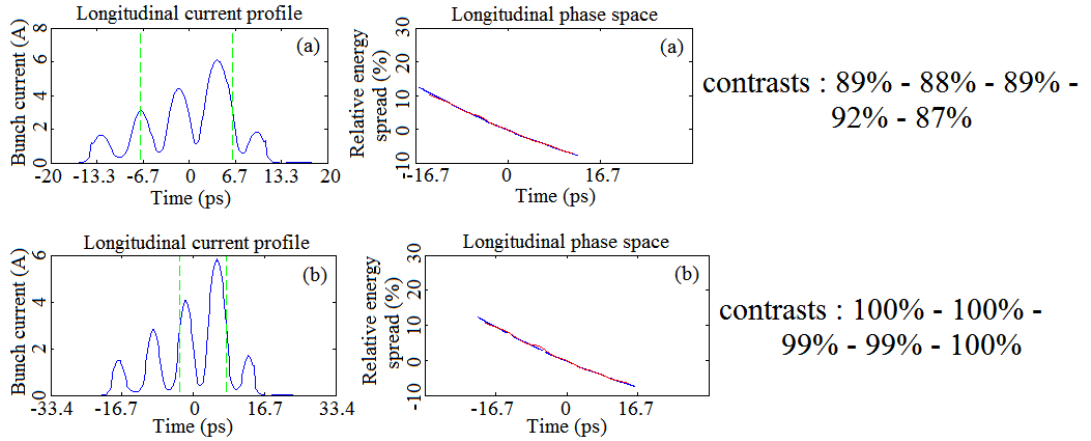 Longitudinal current profile
Bunch current (A)
8
6
4
2
0
(a)
-20 -13.3 -6.7 0 6.7 13.3 20
Time (ps)
Longitudinal phase space
Relative energy
spread (%)
30
20
10
0
-10
(a)
-16.7 0 16.7
Time (ps)
contrasts : 89% - 88% - 89% -
92% - 87%
Longitudinal current profile
Bunch current (A)
6
4
2
0
(b)
-33.4 -16.7 0 16.7 33.4
Time (ps)
Longitudinal phase space
Relative energy
spread (%)
30
20
10
0
-10
(b)
-16.7 0 16.7
Time (ps)
contrasts : 100% - 100% -
99% - 99% - 100%